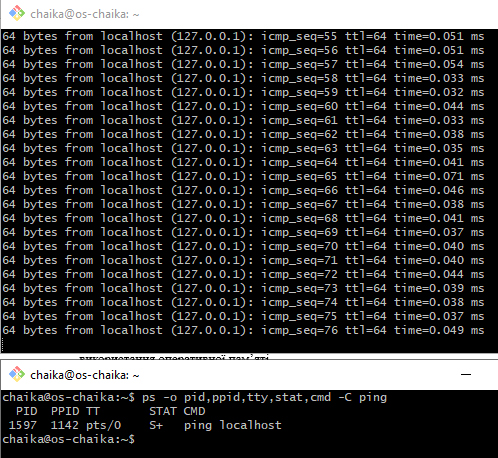 chaika@os-chaika: ~
64 bytes from localhost (127.0.0.1): icmp_seq=55 ttl=64 time=0.051 ms
64 bytes from localhost (127.0.0.1): icmp_seq=56 ttl=64 time=0.051 ms
64 bytes from localhost (127.0.0.1): icmp_seq=57 ttl=64 time=0.054 ms
64 bytes from localhost (127.0.0.1): icmp_seq=58 ttl=64 time=0.033 ms
64 bytes from localhost (127.0.0.1): icmp_seq=59 ttl=64 time=0.032 ms
64 bytes from localhost (127.0.0.1): icmp_seq=60 ttl=64 time=0.044 ms
64 bytes from localhost (127.0.0.1): icmp_seq=61 ttl=64 time=0.033 ms
64 bytes from localhost (127.0.0.1): icmp_seq=62 ttl=64 time=0.038 ms
64 bytes from localhost (127.0.0.1): icmp_seq=63 ttl=64 time=0.035 ms
64 bytes from localhost (127.0.0.1): icmp_seq=64 ttl=64 time=0.041 ms
64 bytes from localhost (127.0.0.1): icmp_seq=65 ttl=64 time=0.071 ms
64 bytes from localhost (127.0.0.1): icmp_seq=66 ttl=64 time=0.046 ms
64 bytes from localhost (127.0.0.1): icmp_seq=67 ttl=64 time=0.038 ms
64 bytes from localhost (127.0.0.1): icmp_seq=68 ttl=64 time=0.041 ms
64 bytes from localhost (127.0.0.1): icmp_seq=69 ttl=64 time=0.037 ms
64 bytes from localhost (127.0.0.1): icmp_seq=70 ttl=64 time=0.040 ms
64 bytes from localhost (127.0.0.1): icmp_seq=71 ttl=64 time=0.040 ms
64 bytes from localhost (127.0.0.1): icmp_seq=72 ttl=64 time=0.044 ms
64 bytes from localhost (127.0.0.1): icmp_seq=73 ttl=64 time=0.039 ms
64 bytes from localhost (127.0.0.1): icmp_seq=74 ttl=64 time=0.038 ms
64 bytes from localhost (127.0.0.1): icmp_seq=75 ttl=64 time=0.037 ms
64 bytes from localhost (127.0.0.1): icmp_seq=76 ttl=64 time=0.049 ms
використання оперативної пам'яті
chaika@os-chaika: ~
chaika@os-chaika:~$ ps -o pid,ppid,tty,stat,cmd -C ping
PID PPID TT STAT CMD
1597 1142 pts/0 S+ ping localhost
chaika@os-chaika:~$